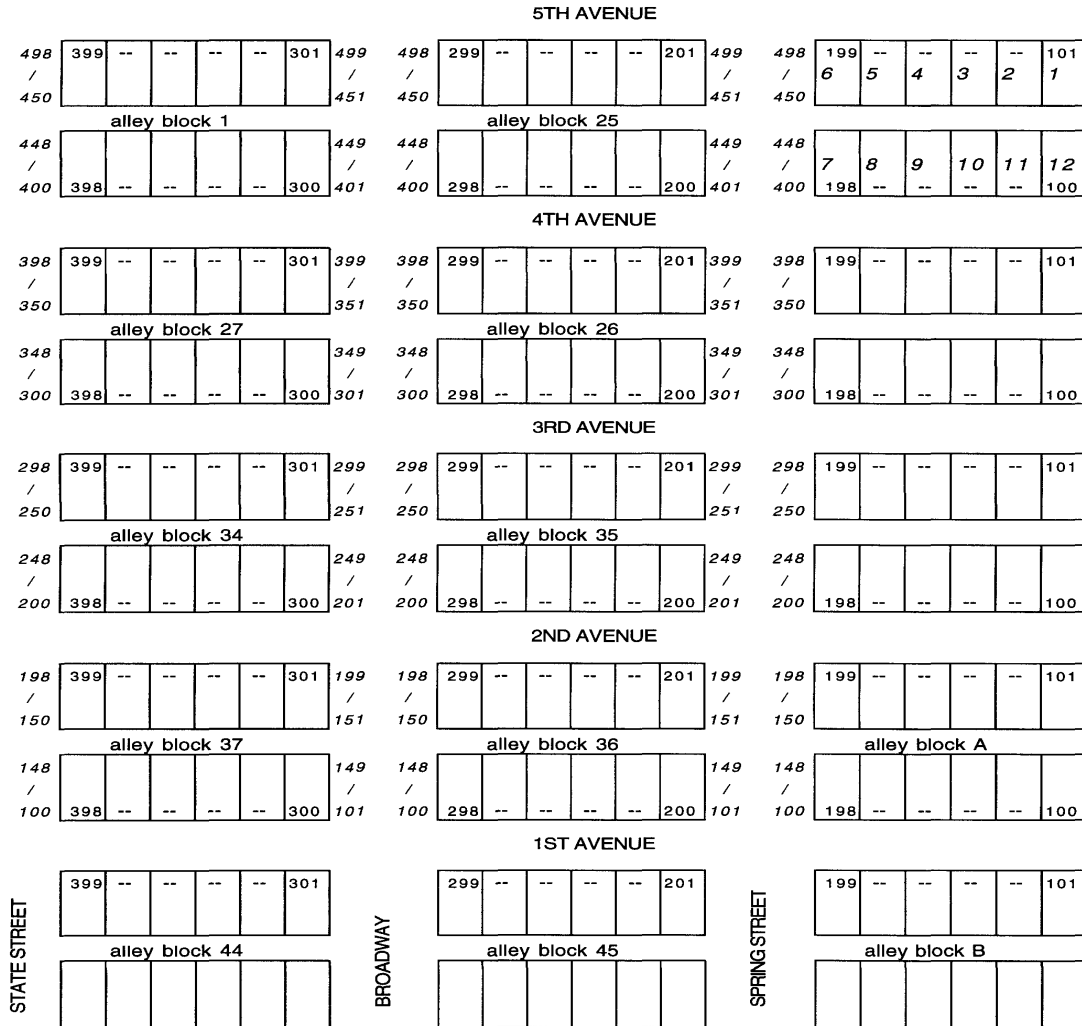 5TH AVENUE
498 399 -- -- -- -- 301 499 498 299 -- -- -- -- 201 499 498 199 -- -- -- -- 101
/ / / / / 6 5 4 3 2 1
450 451 450 451 450
alley block 1 alley block 25
448 449 448 449 448
/ / / / / 7 8 9 10 11 12
400 398 -- -- -- -- 300 401 400 298 -- -- -- -- 200 401 400 198 -- -- -- -- 100
4TH AVENUE
398 399 -- -- -- -- 301 399 398 299 -- -- -- -- 201 399 398 199 -- -- -- -- 101
/ / / / /
350 351 350 351 350
alley block 27 alley block 26
348 349 348 349 348
/ / / / /
300 398 -- -- -- -- 300 301 300 298 -- -- -- -- 200 301 300 198 -- -- -- -- 100
3RD AVENUE
298 399 -- -- -- -- 301 299 298 299 -- -- -- -- 201 299 298 199 -- -- -- -- 101
/ / / / /
250 251 250 251 250
alley block 34 alley block 35
248 249 248 249 248
/ / / / /
200 398 -- -- -- -- 300 201 200 298 -- -- -- -- 200 201 200 198 -- -- -- -- 100
2ND AVENUE
198 399 -- -- -- -- 301 199 198 299 -- -- -- -- 201 199 198 199 -- -- -- -- 101
/ / / / /
150 151 150 151 150
alley block 37 alley block 36 alley block A
148 149 148 149 148
/ / / / /
100 398 -- -- -- -- 300 101 100 298 -- -- -- -- 200 101 100 198 -- -- -- -- 100
1ST AVENUE
399 -- -- -- -- 301 299 -- -- -- -- 201 199 -- -- -- -- 101
alley block 44 alley block 45 alley block B
STATE STREET
BROADWAY
SPRING STREET